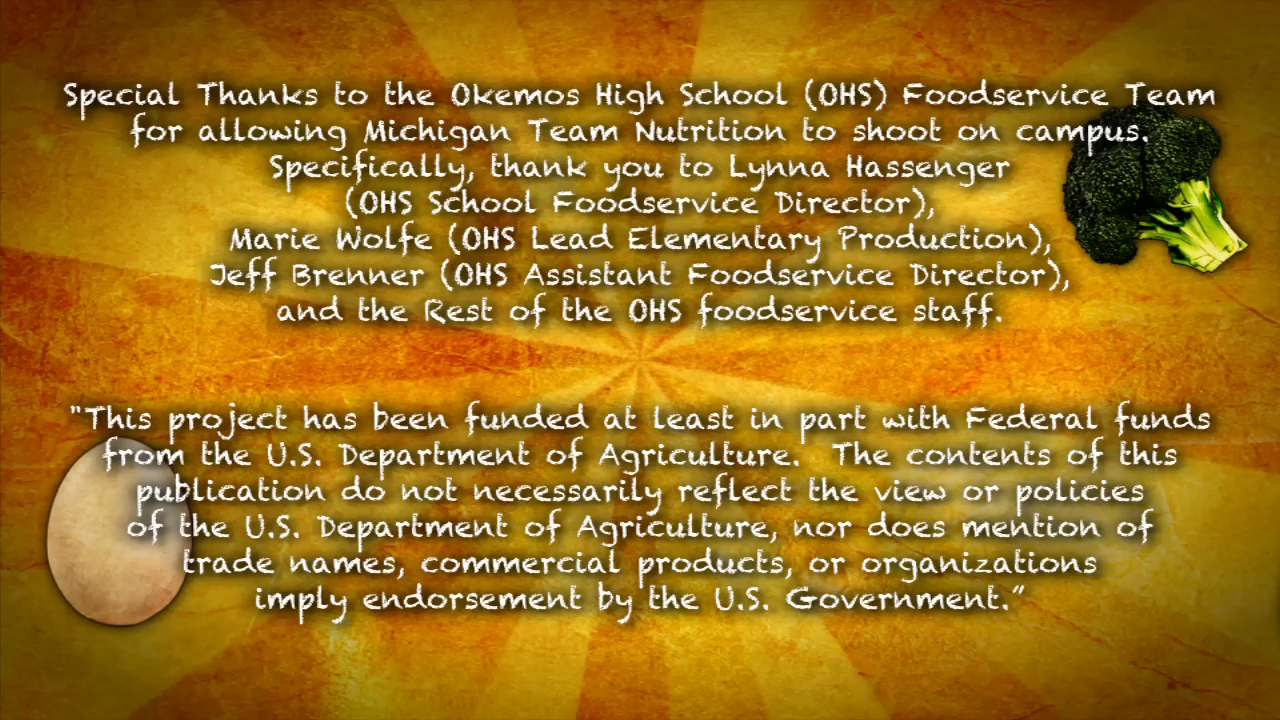 Special Thanks to the Okemos High School (OHS) Foodservice Team
for allowing Michigan Team Nutrition to shoot on campus.
Specifically, thank you to Lynna Hassenger
(OHS School Foodservice Director),
Marie Wolfe (OHS Lead Elementary Production),
Jeff Brenner (OHS Assistant Foodservice Director),
and the Rest of the OHS foodservice staff.
"This project has been funded at least in part with Federal funds
from the U.S. Department of Agriculture.  The contents of this
publication do not necessarily reflect the view or policies
of the U.S. Department of Agriculture, nor does mention of
trade names, commercial products, or organizations
imply endorsement by the U.S. Government.”